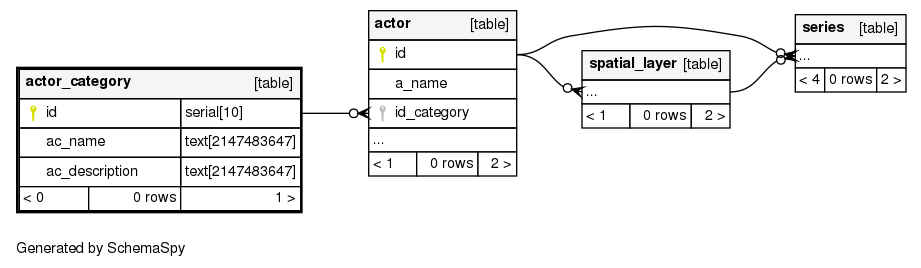 actor_category [table]
id serial[10]
ac_name text[2147483647]
ac_description text[2147483647]
< 0 0 rows 1 >
actor [table]
id
a_name
id_category
...
< 1 0 rows 2 >
spatial_layer [table]
...
< 1 0 rows 2 >
series [table]
...
< 4 0 rows 2 >
Generated by SchemaSpy